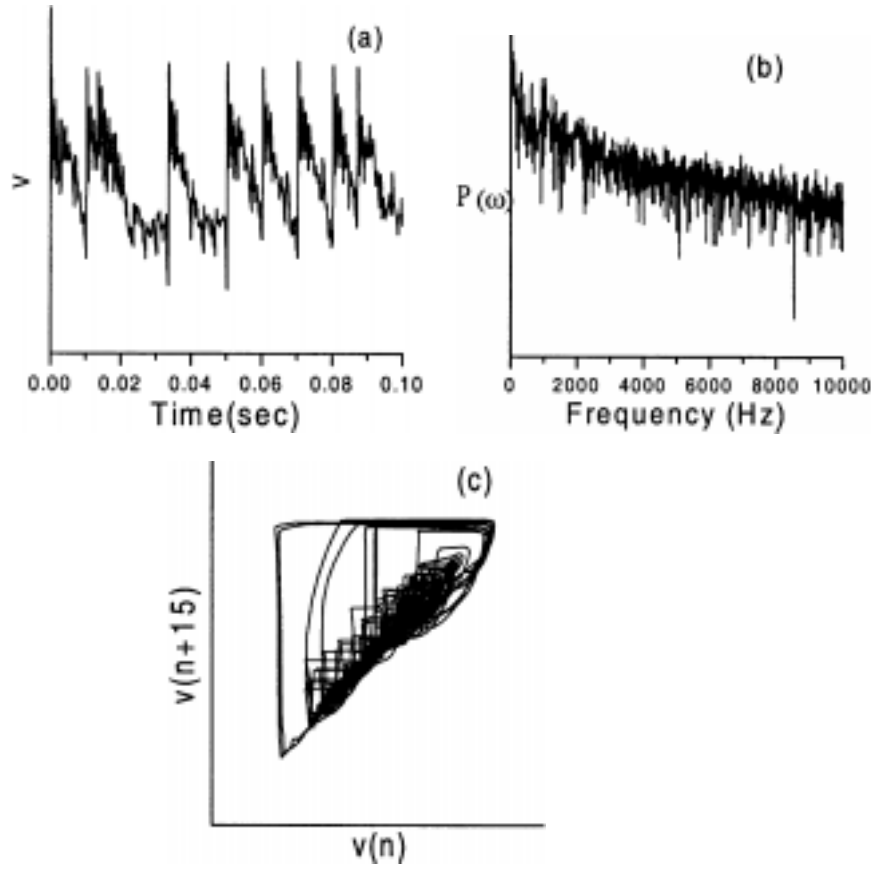 (a)
v
0.00 0.02 0.04 0.06 0.08 0.10
Time(sec)
(b)
P(ω)
0 2000 4000 6000 8000 10000
Frequency (Hz)
(c)
v(n+15)
v(n)